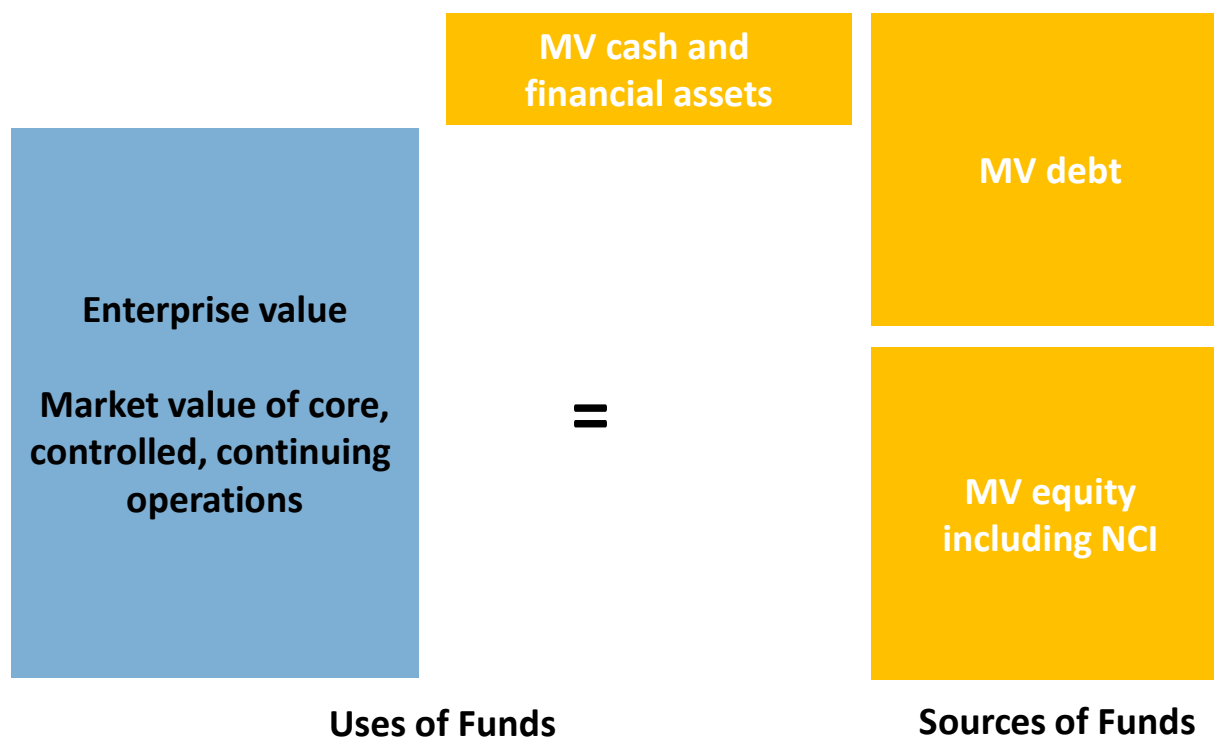 MV cash and
financial assets
MV debt
Enterprise value
Market value of core,
controlled, continuing
operations
=
MV equity
including NCI
Uses of Funds
Sources of Funds